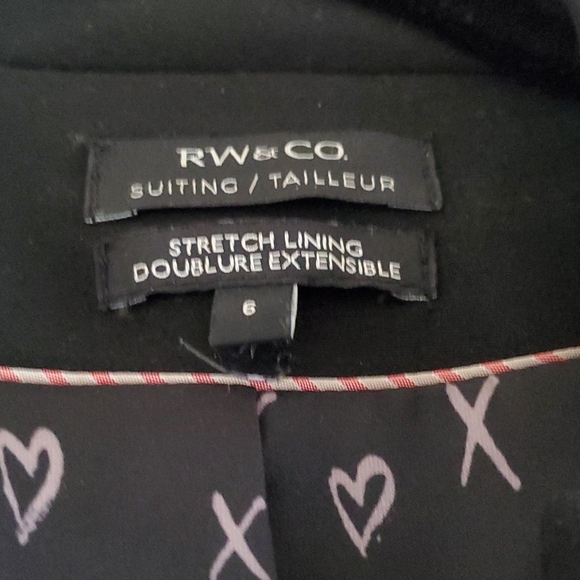 RW&CO.
SUITING / TAILLEUR
STRETCH LINING
DOUBLURE EXTENSIBLE
6
X
X